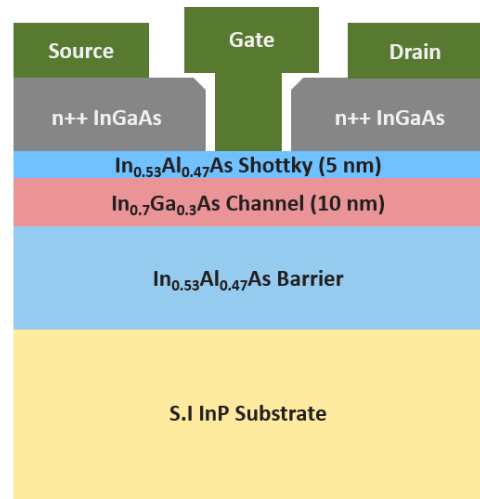 Gate
Source
Drain
n++ InGaAs
n++ InGaAs
In0.53Al0.47As Shottky (5 nm)
In0.7Ga0.3As Channel (10 nm)
In0.53Al0.47As Barrier
S.I InP Substrate